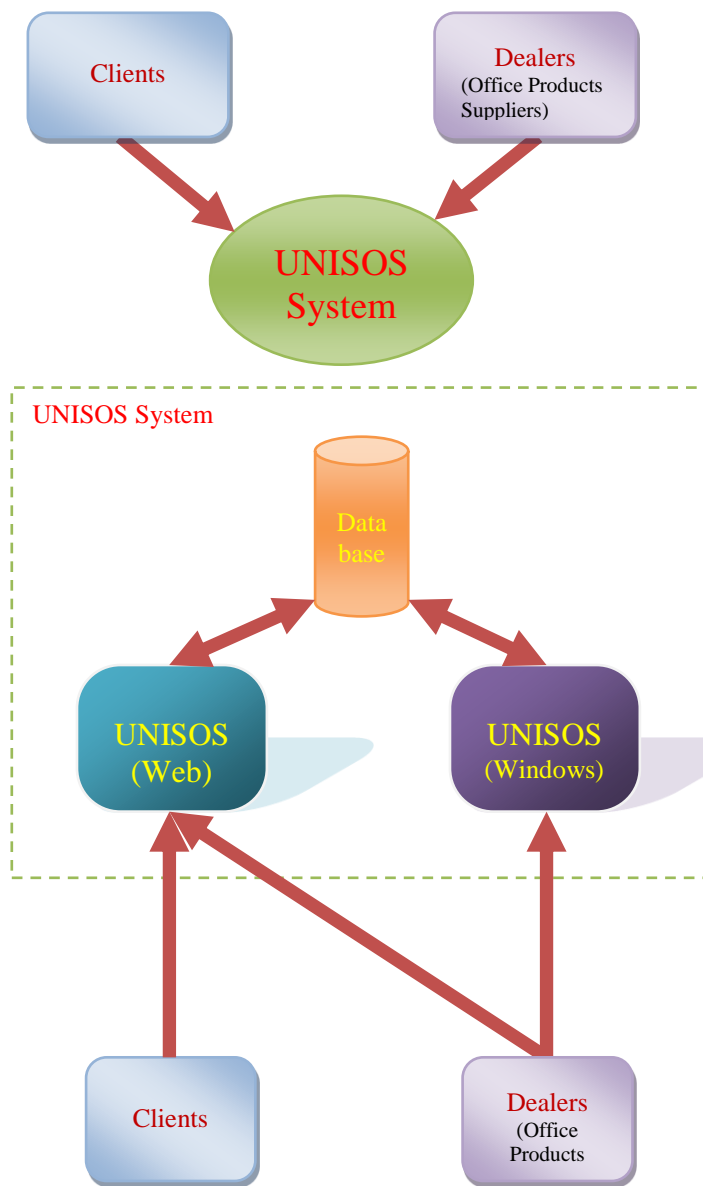 Clients
Dealers
(Office Products
Suppliers)
UNISOS
System
UNISOS System
Data
base
UNISOS
(Web)
UNISOS
(Windows)
Clients
Dealers
(Office
Products